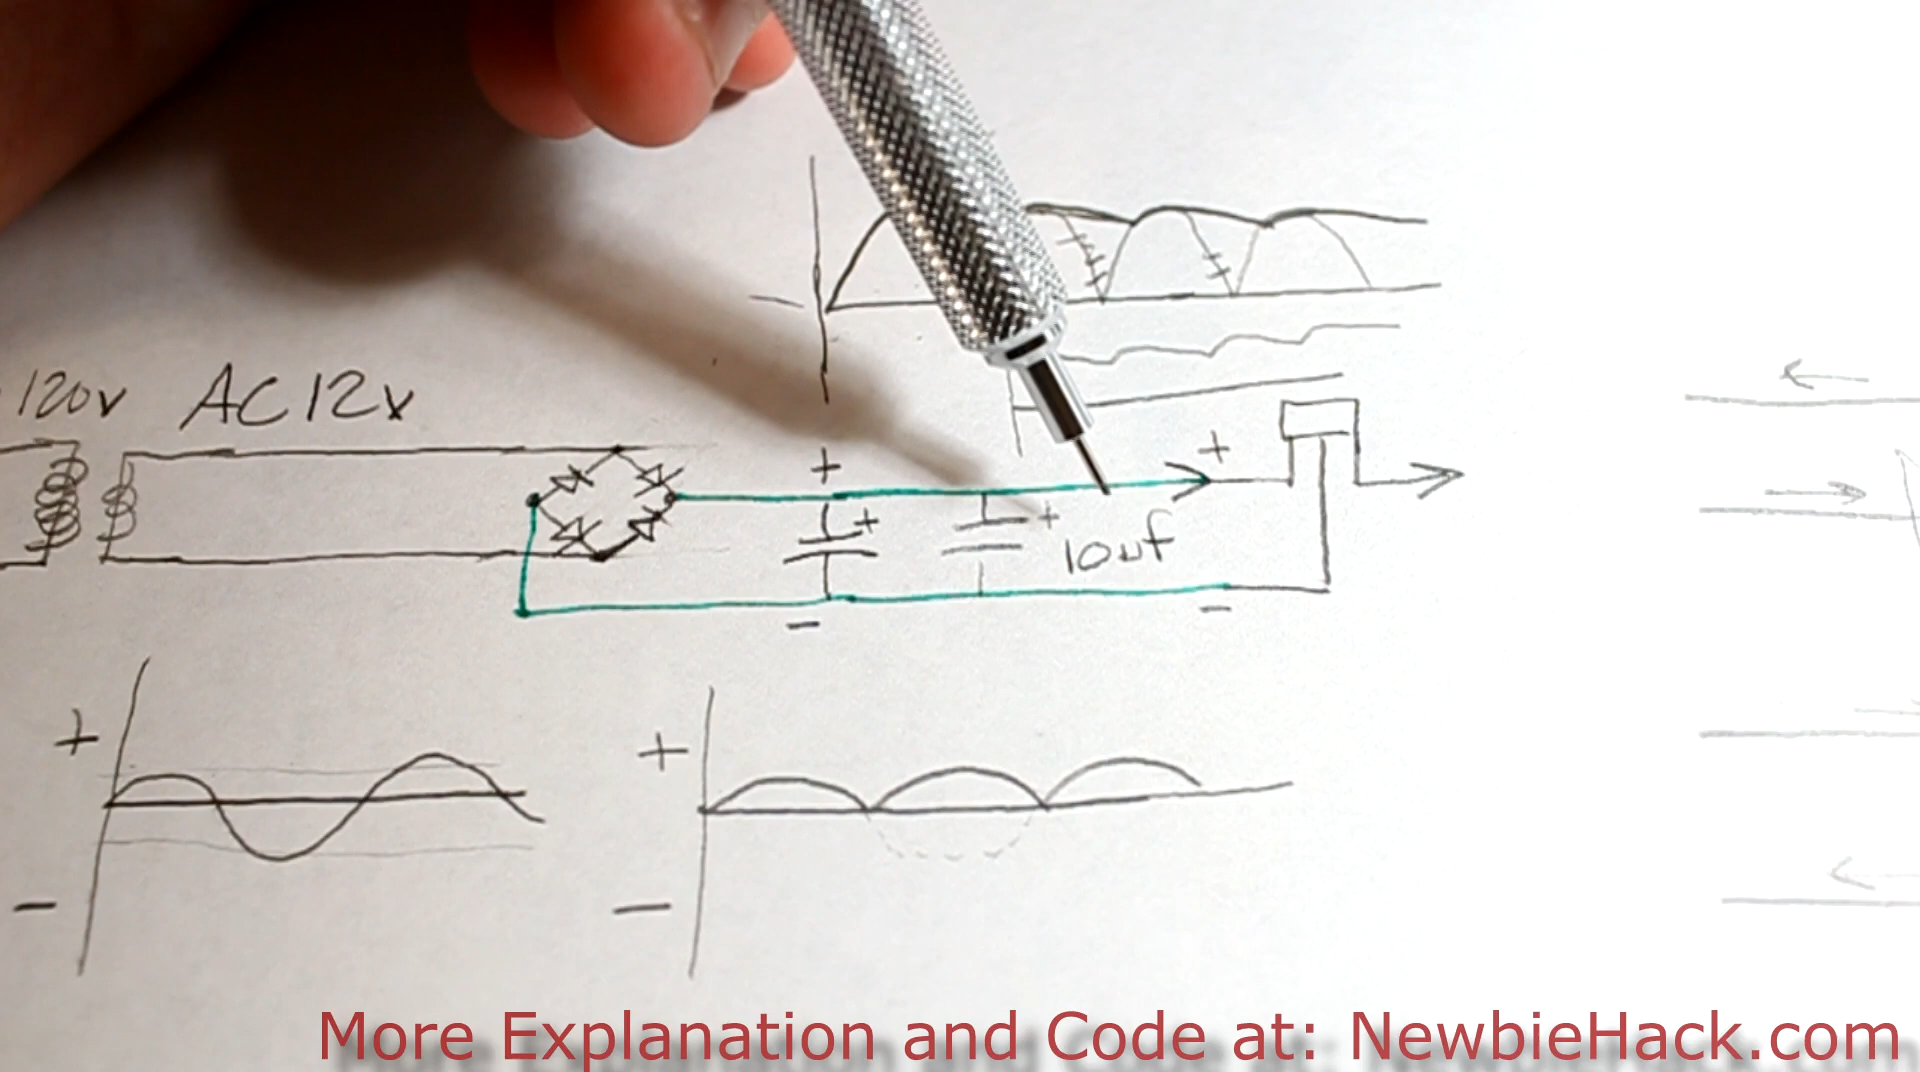 120v AC 12v
+
+ +
+ 10uf
-
-
+ +
- -
More Explanation and Code at: NewbieHack.com